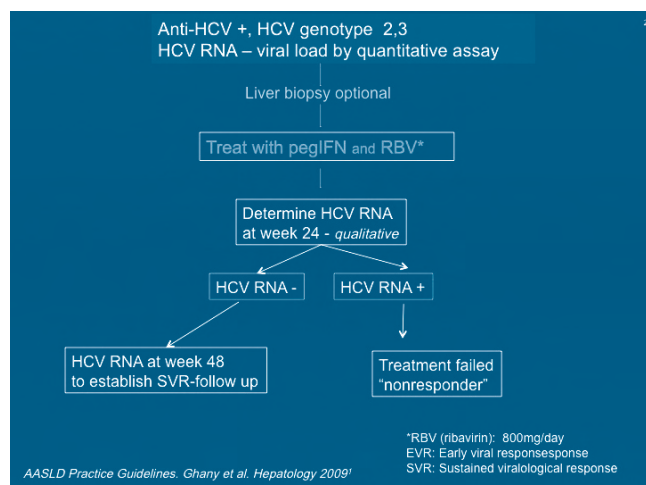 Anti-HCV +, HCV genotype 2,3
HCV RNA – viral load by quantitative assay
Liver biopsy optional
Treat with pegIFN and RBV*
Determine HCV RNA
at week 24 - qualitative
HCV RNA -
HCV RNA +
HCV RNA at week 48
to establish SVR-follow up
Treatment failed
“nonresponder”
*RBV (ribavirin): 800mg/day
EVR: Early viral responsesponse
SVR: Sustained viralological response
AASLD Practice Guidelines. Ghany et al. Hepatology 2009¹